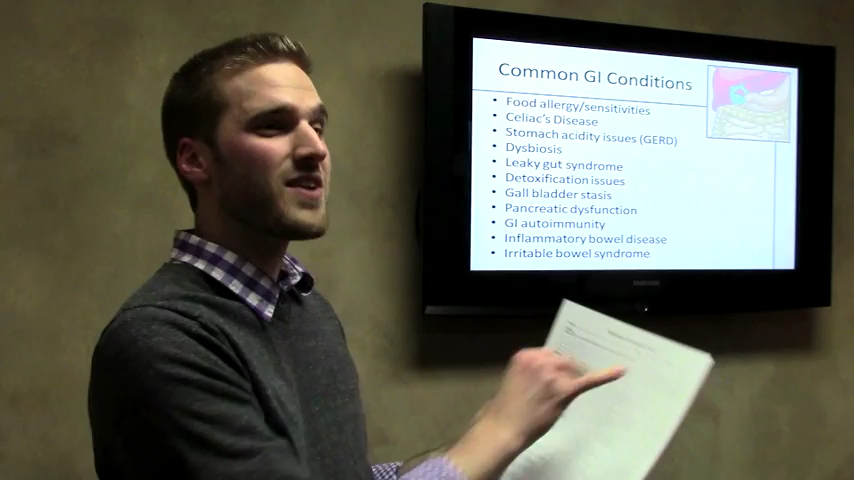 Common GI Conditions
• Food allergy/sensitivities
• Celiac's Disease
• Stomach acidity issues (GERD)
• Dysbiosis
• Leaky gut syndrome
• Detoxification issues
• Gall bladder stasis
• Pancreatic dysfunction
• GI autoimmunity
• Inflammatory bowel disease
• Irritable bowel syndrome
SAMSUNG